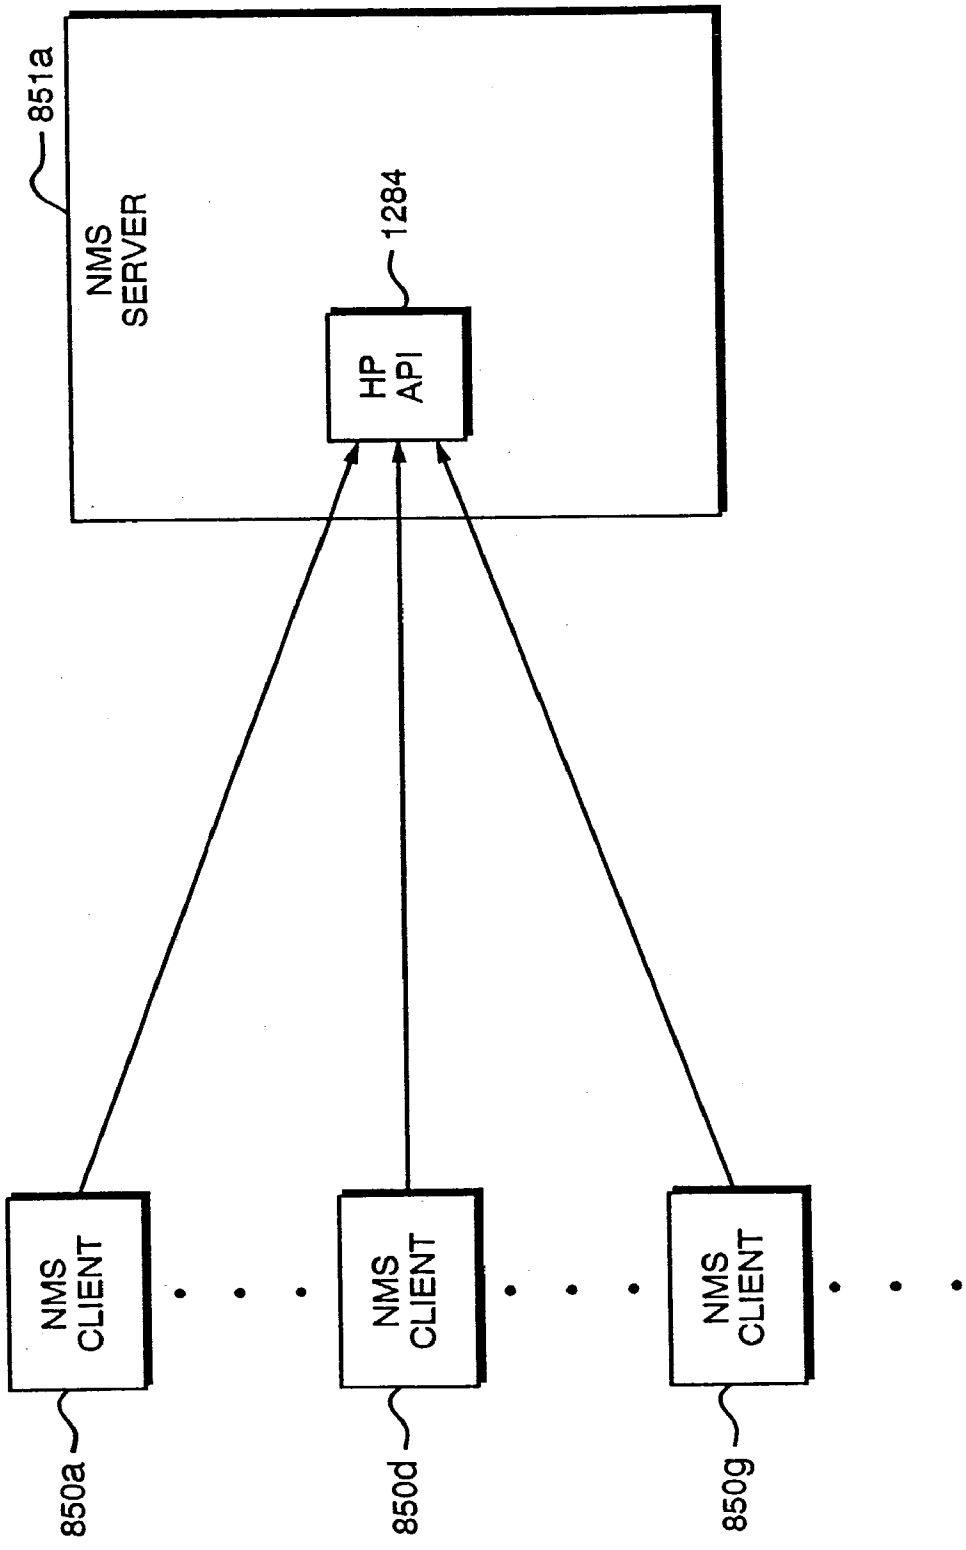 851a
NMS
SERVER
1284
HP
API
NMS
CLIENT
850a
NMS
CLIENT
850d
NMS
CLIENT
850g